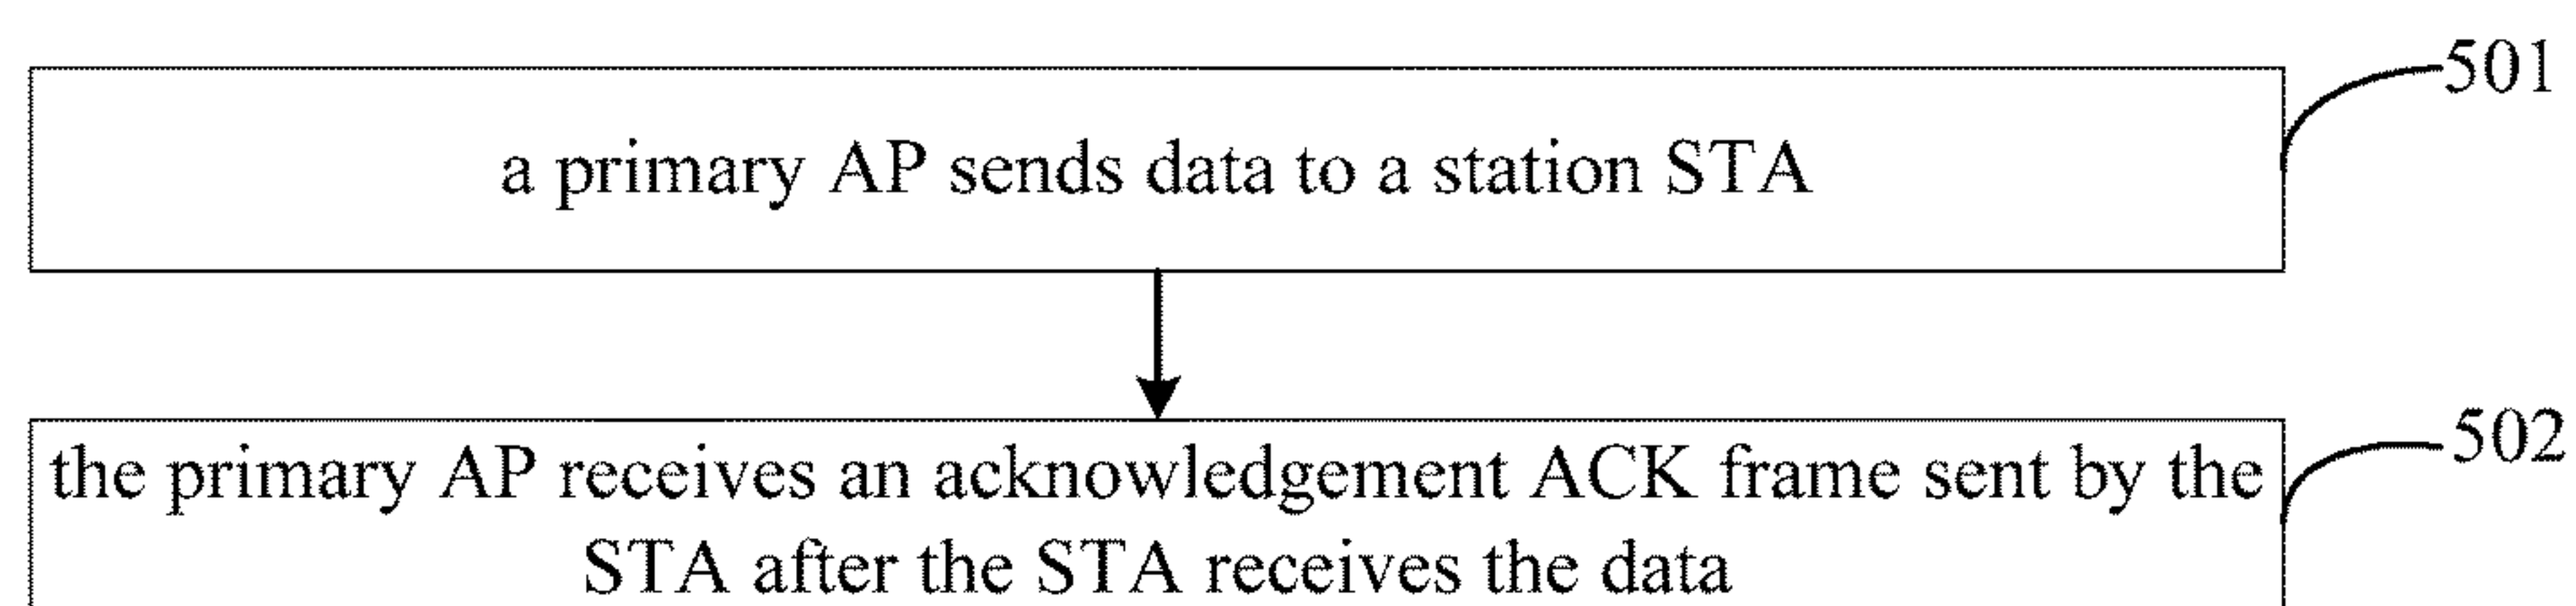 501
a primary AP sends data to a station STA
502
the primary AP receives an acknowledgement ACK frame sent by the
STA after the STA receives the data